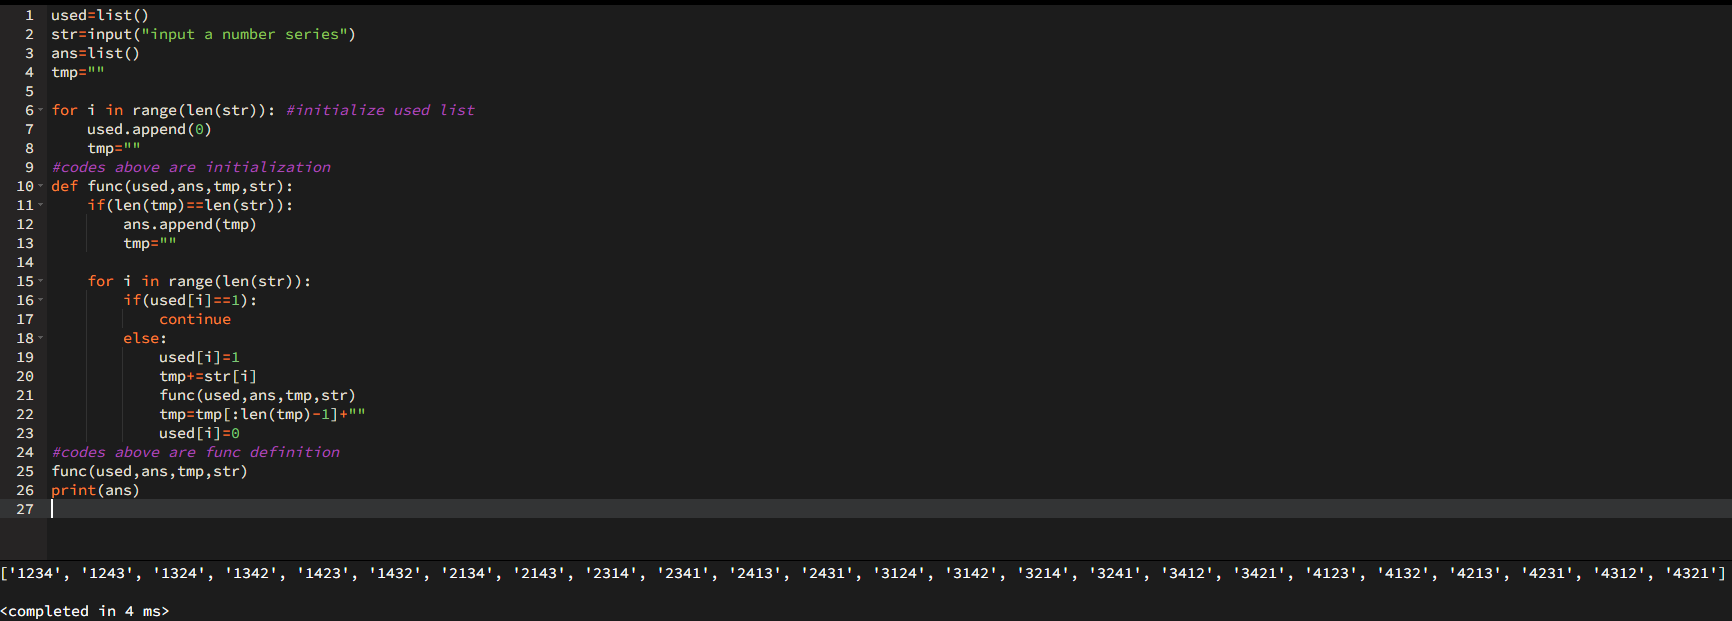 1 used=list()
2 str=input("input a number series")
3 ans=list()
4 tmp=""
5
6 for i in range(len(str)): #initialize used list
7     used.append(0)
8     tmp=""
9 #codes above are initialization
10 def func(used,ans,tmp,str):
11     if(len(tmp)==len(str)):
12         ans.append(tmp)
13         tmp=""
14
15     for i in range(len(str)):
16         if(used[i]==1):
17             continue
18         else:
19             used[i]=1
20             tmp+=str[i]
21             func(used,ans,tmp,str)
22             tmp=tmp[:len(tmp)-1]+""
23             used[i]=0
24 #codes above are func definition
25 func(used,ans,tmp,str)
26 print(ans)
27
['1234', '1243', '1324', '1342', '1423', '1432', '2134', '2143', '2314', '2341', '2413', '2431', '3124', '3142', '3214', '3241', '3412', '3421', '4123', '4132', '4213', '4231', '4312', '4321']
<completed in 4 ms>